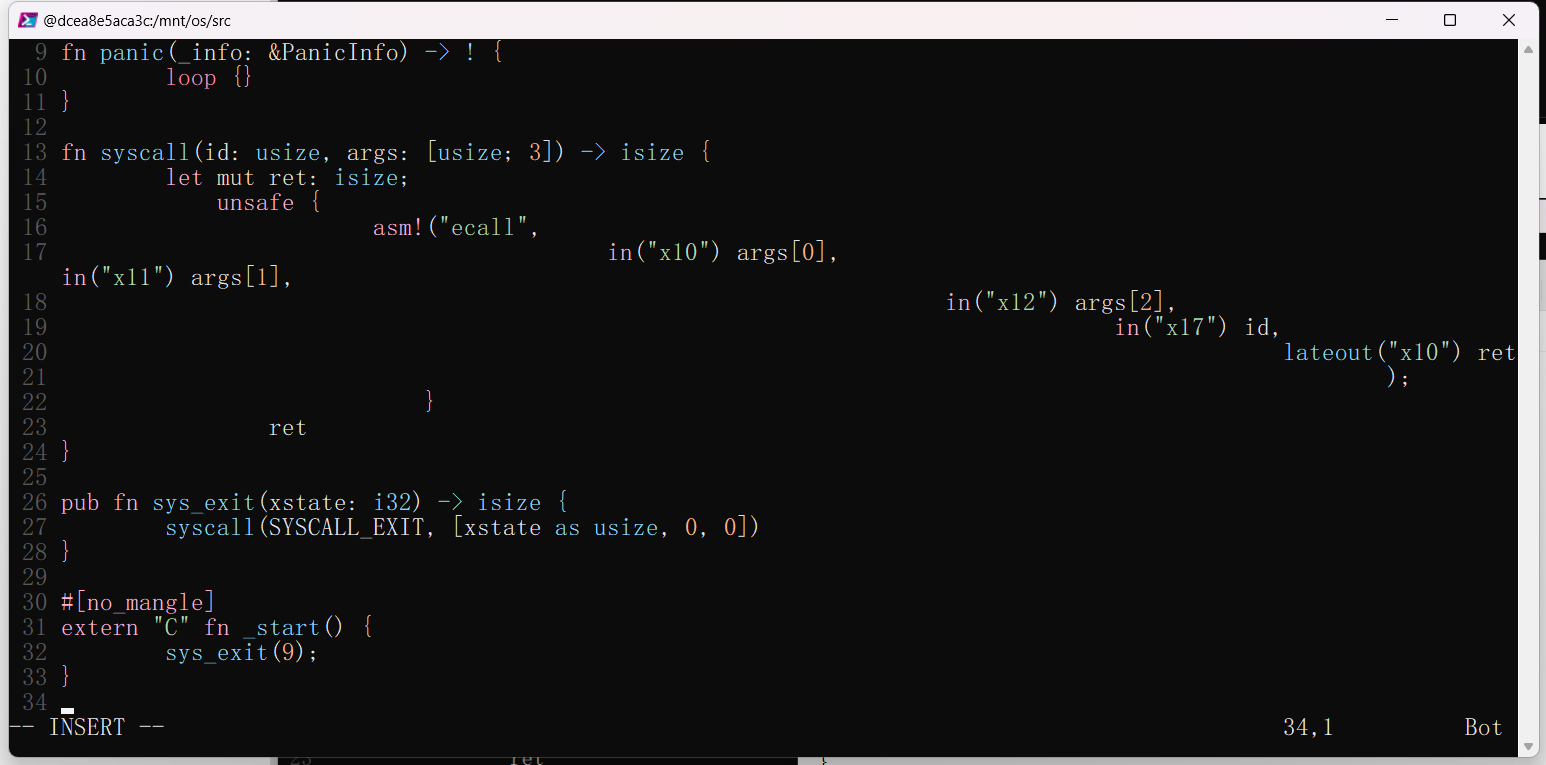 @dcea8e5aca3c:/mnt/os/src
9 fn panic(_info: &PanicInfo) -> ! {
10 loop {}
11 }
12
13 fn syscall(id: usize, args: [usize; 3]) -> isize {
14 let mut ret: isize;
15 unsafe {
16 asm!("ecall",
17 in("x10") args[0],
in("x11") args[1],
18 in("x12") args[2],
19 in("x17") id,
20 lateout("x10") ret
21 );
22 }
23 ret
24 }
25
26 pub fn sys_exit(xstate: i32) -> isize {
27 syscall(SYSCALL_EXIT, [xstate as usize, 0, 0])
28 }
29
30 #[no_mangle]
31 extern "C" fn _start() {
32 sys_exit(9);
33 }
34
-- INSERT -- 34,1 Bot
23 ret }